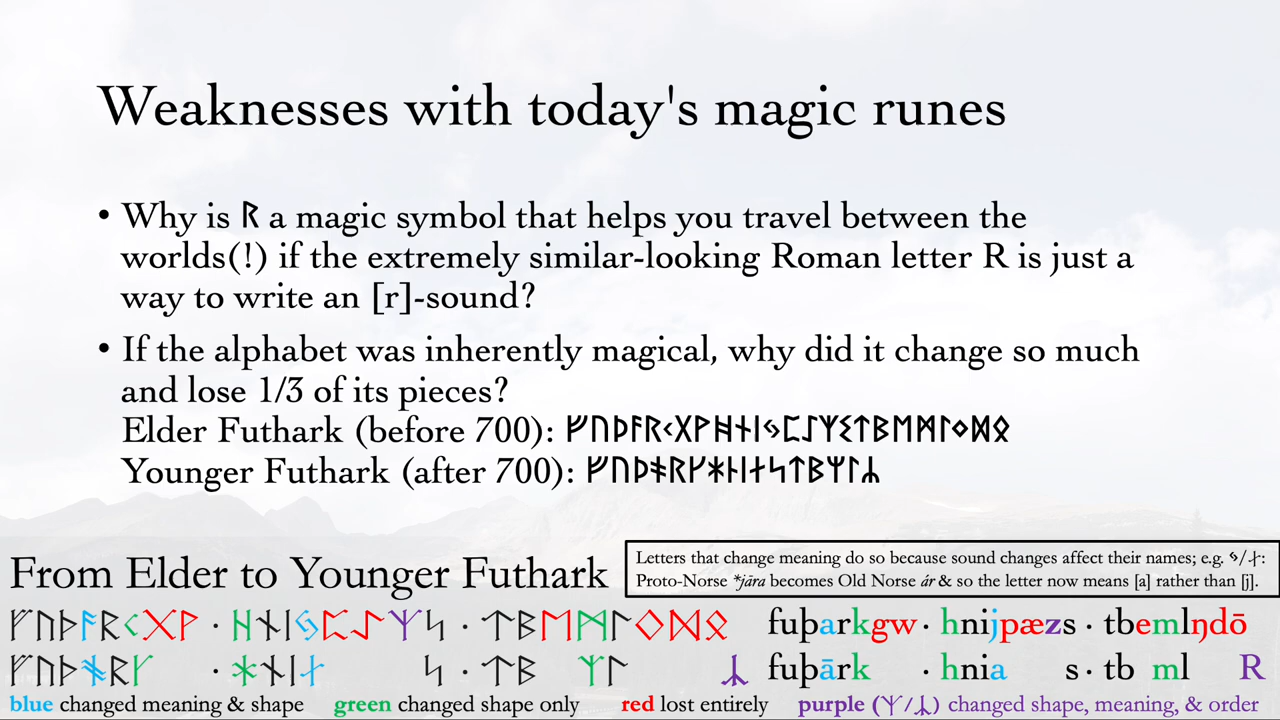 Weaknesses with today's magic runes
• Why is ᚱ a magic symbol that helps you travel between the
worlds(!) if the extremely similar-looking Roman letter R is just a
way to write an [r]-sound?
• If the alphabet was inherently magical, why did it change so much
and lose 1/3 of its pieces?
Elder Futhark (before 700): ᚠᚢᚦᚨᚱᚲᚷᚹᚺᚾᛁᛃᛈᛇᛉᛊᛏᛒᛖᛗᛚᛜᛞᛟ
Younger Futhark (after 700): ᚠᚢᚦᚬᚱᚴᚼᚾᛁᛅᛋᛏᛒᛘᛚᛦ
From Elder to Younger Futhark
Letters that change meaning do so because sound changes affect their names; e.g. ᛃ/ᛅ:
Proto-Norse *jāra becomes Old Norse ár & so the letter now means [a] rather than [j].
ᚠᚢᚦᚨᚱᚲᚷᚹ · ᚺᚾᛁᛃᛈᛇᛉᛋ · ᛏᛒᛖᛗᛚᛜᛞᛟ fuþarkgw · hnijpæzs · tbemlŋdō
ᚠᚢᚦᚬᚱᚴ · ᚼᚾᛁᛅ ᛋ · ᛏᛒ ᛘᛚ ᛦ fuþārk · hnia s · tb ml R
blue changed meaning & shape green changed shape only red lost entirely purple (ᛉ/ᛦ) changed shape, meaning, & order